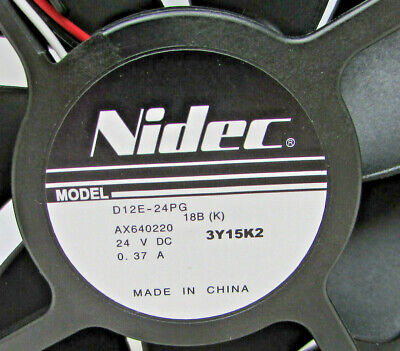 Nidec®
MODEL
D12E-24PG
18B (K)
AX640220
24 V DC
3Y15K2
0.37 A
MADE IN CHINA